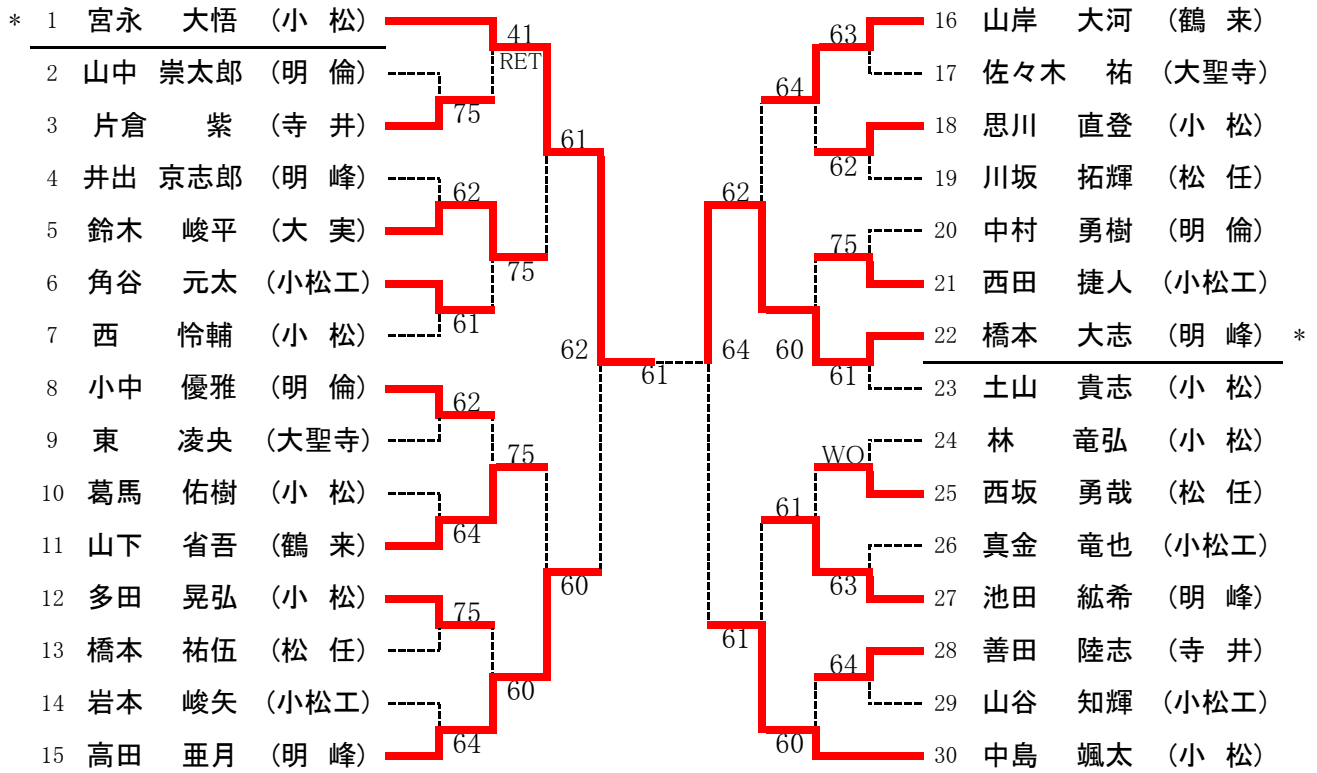 * 1 宮永 大悟 (小 松)
2 山中 崇太郎 (明 倫)
3 片倉 紫 (寺 井)
4 井出 京志郎 (明 峰)
5 鈴木 峻平 (大 実)
6 角谷 元太 (小松工)
7 西 怜輔 (小 松)
8 小中 優雅 (明 倫)
9 東 凌央 (大聖寺)
10 葛馬 佑樹 (小 松)
11 山下 省吾 (鶴 来)
12 多田 晃弘 (小 松)
13 橋本 祐伍 (松 任)
14 岩本 峻矢 (小松工)
15 高田 亜月 (明 峰)
41
RET
75
61
62
75
61
62
62
75
64
60
75
60
64
61
63
64
62
62
75
64
60
61
WO
61
63
61
64
60
16 山岸 大河 (鶴 来)
17 佐々木 祐 (大聖寺)
18 思川 直登 (小 松)
19 川坂 拓輝 (松 任)
20 中村 勇樹 (明 倫)
21 西田 捷人 (小松工)
22 橋本 大志 (明 峰) *
23 土山 貴志 (小 松)
24 林 竜弘 (小 松)
25 西坂 勇哉 (松 任)
26 真金 竜也 (小松工)
27 池田 絋希 (明 峰)
28 善田 陸志 (寺 井)
29 山谷 知輝 (小松工)
30 中島 颯太 (小 松)